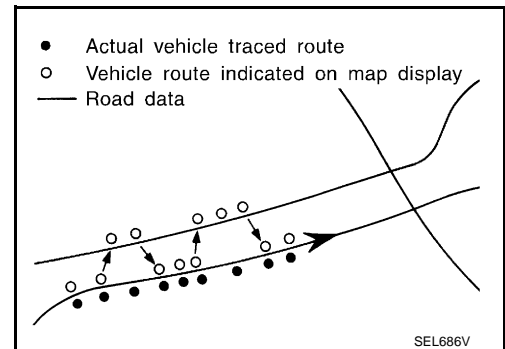 Actual vehicle traced route
Vehicle route indicated on map display
Road data
SEL686V